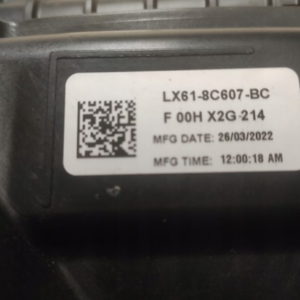 LX61-8C607-BC
F 00H X2G 214
MFG DATE: 26/03/2022
MFG TIME: 12:00:18 AM